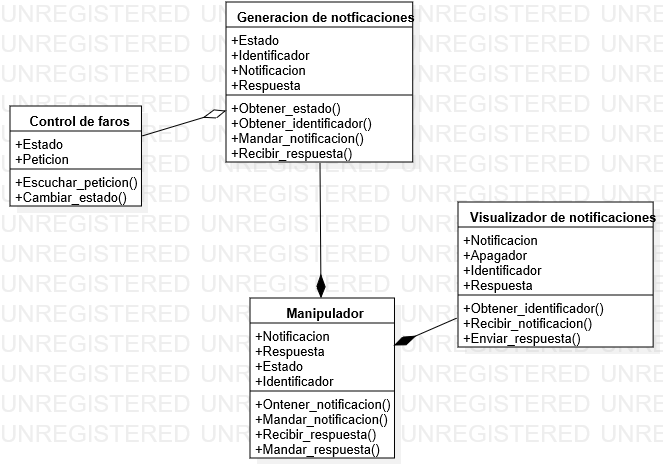 Generacion de notficaciones
+Estado
+Identificador
+Notificacion
+Respuesta
+Obtener_estado()
+Obtener_identificador()
+Mandar_notificacion()
+Recibir_respuesta()
Control de faros
+Estado
+Peticion
+Escuchar_peticion()
+Cambiar_estado()
Visualizador de notificaciones
+Notificacion
+Apagador
+Identificador
+Respuesta
+Obtener_identificador()
+Recibir_notificacion()
+Enviar_respuesta()
Manipulador
+Notificacion
+Respuesta
+Estado
+Identificador
+Ontener_notificacion()
+Mandar_notificacion()
+Recibir_respuesta()
+Mandar_respuesta()
UNREGISTERED